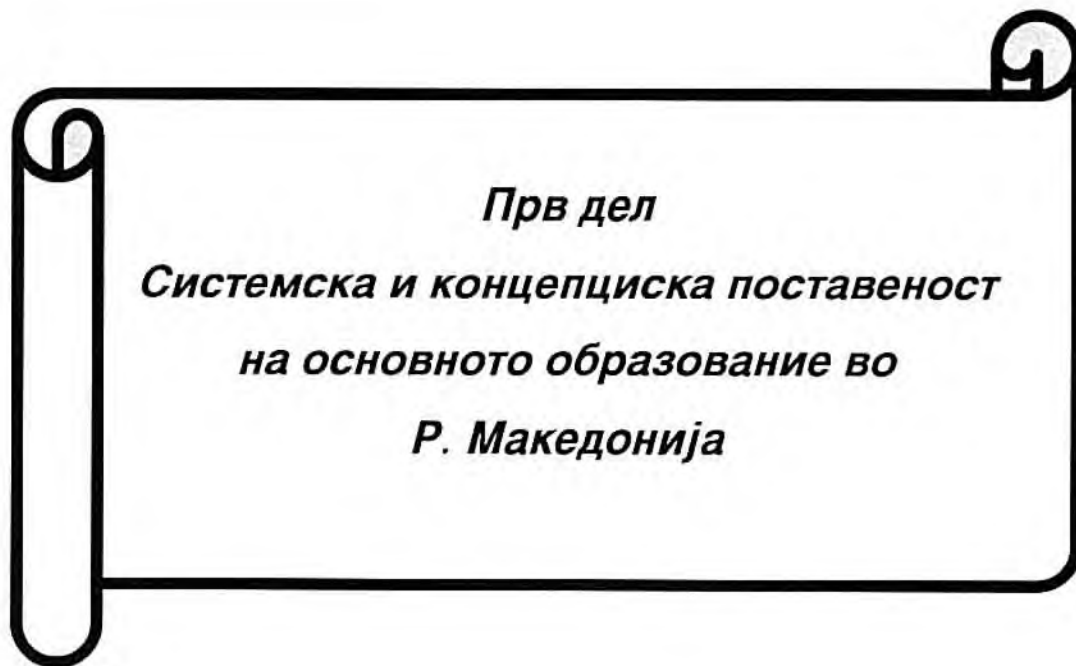 Прв дел
Системска и концепциска поставеност
на основното образование во
Р. Македонија